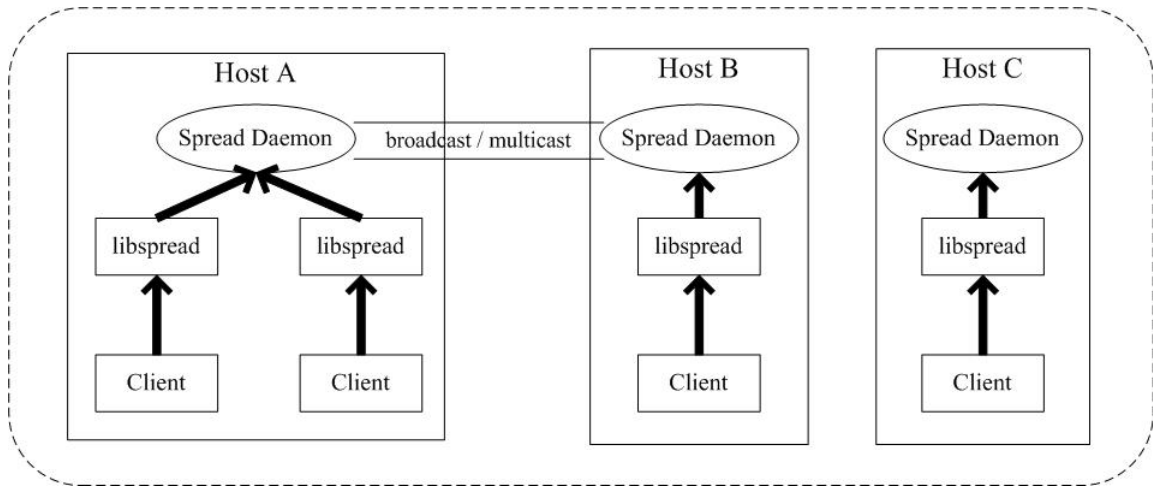 Host A
Host B
Host C
Spread Daemon
broadcast / multicast
Spread Daemon
Spread Daemon
libspread
libspread
libspread
libspread
Client
Client
Client
Client